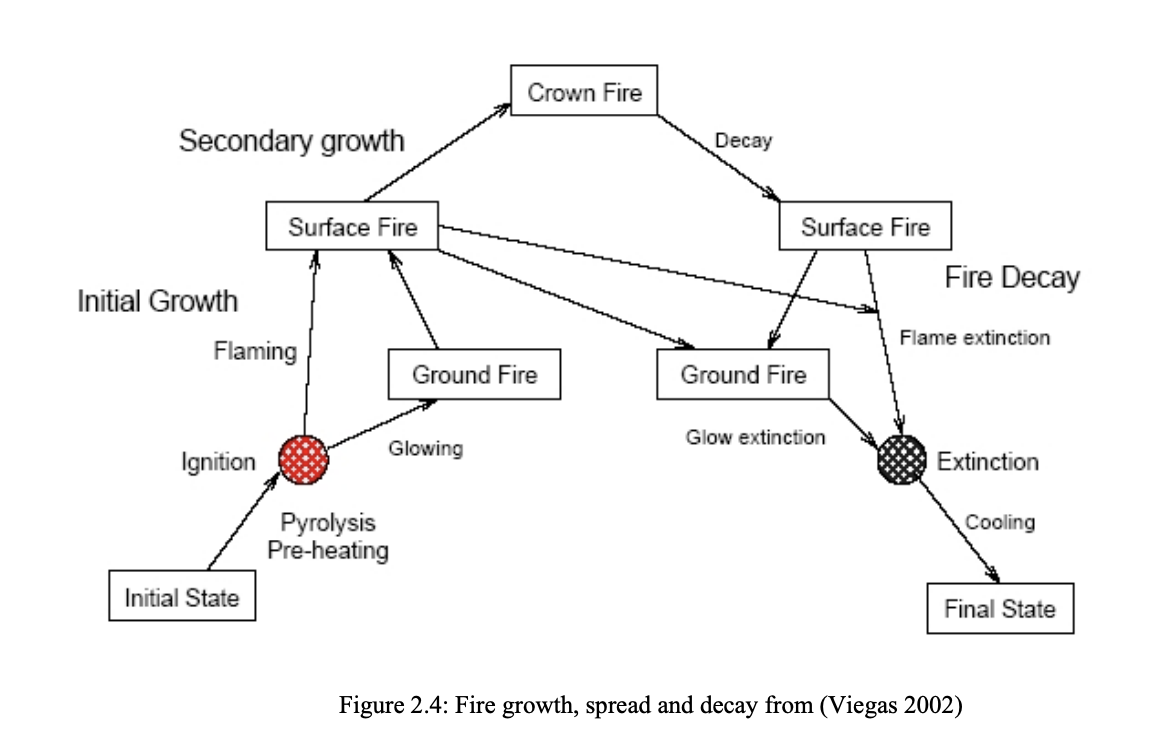 Crown Fire
Secondary growth
Decay
Surface Fire
Surface Fire
Fire Decay
Initial Growth
Flaming
Flame extinction
Ground Fire
Ground Fire
Glow extinction
Glowing
Ignition
Extinction
Pyrolysis
Pre-heating
Cooling
Initial State
Final State
Figure 2.4: Fire growth, spread and decay from (Viegas 2002)